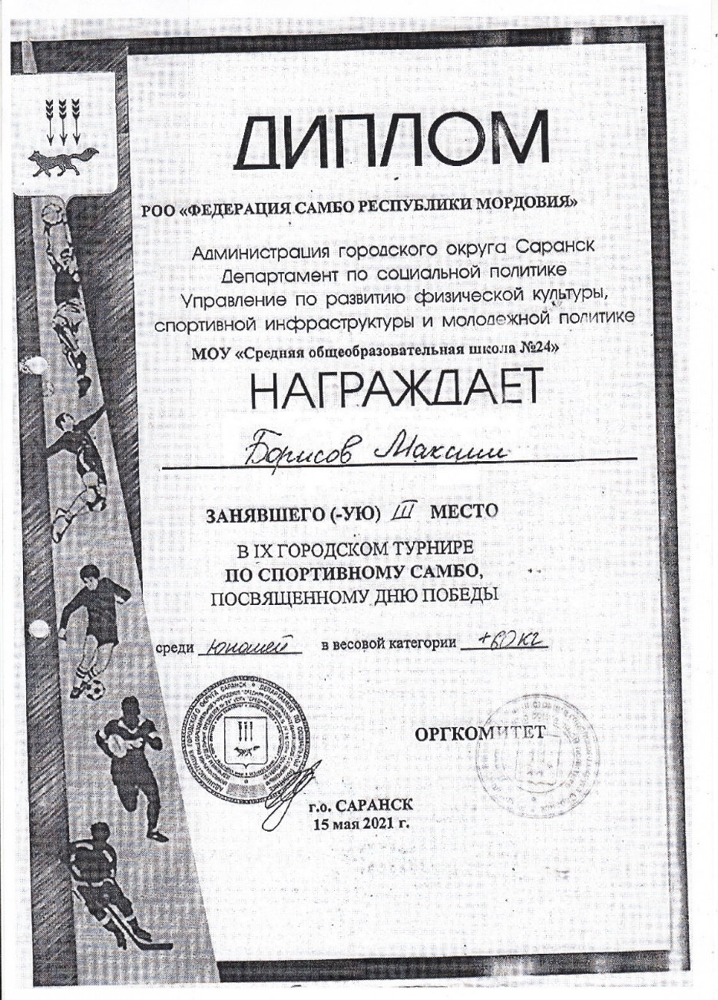 ДИПЛОМ
РОО «ФЕДЕРАЦИЯ САМБО РЕСПУБЛИКИ МОРДОВИЯ»
Администрация городского округа Саранск
Департамент по социальной политике
Управление по развитию физической культуры,
спортивной инфраструктуры и молодежной политике
МОУ «Средняя общеобразовательная школа №24»
НАГРАЖДАЕТ
Борисов Максим
ЗАНЯВШЕГО (-УЮ) III МЕСТО
В IX ГОРОДСКОМ ТУРНИРЕ
ПО СПОРТИВНОМУ САМБО,
ПОСВЯЩЕННОМУ ДНЮ ПОБЕДЫ
среди юношей в весовой категории +60 кг
ОРГКОМИТЕТ
г.о. САРАНСК
15 мая 2021 г.